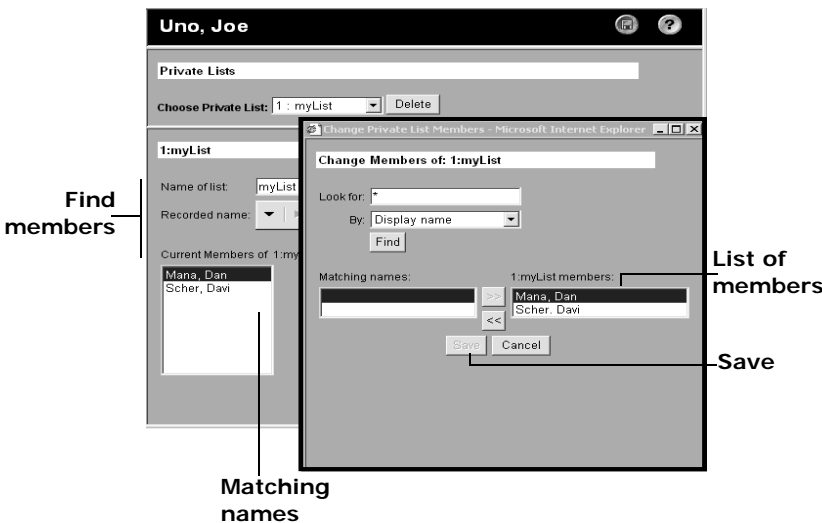 Uno, Joe
Private Lists
Choose Private List: 1 : myList Delete
Change Private List Members - Microsoft Internet Explorer
1:myList
Change Members of: 1:myList
Name of list: myList
Look for: *
Find members
Recorded name:
By: Display name
Find
Current Members of 1:my
List of members
Matching names:
1:myList members:
Mana, Dan
Scher, Davi
>>
<<
Mana, Dan
Scher. Davi
Save Cancel
Save
Matching names